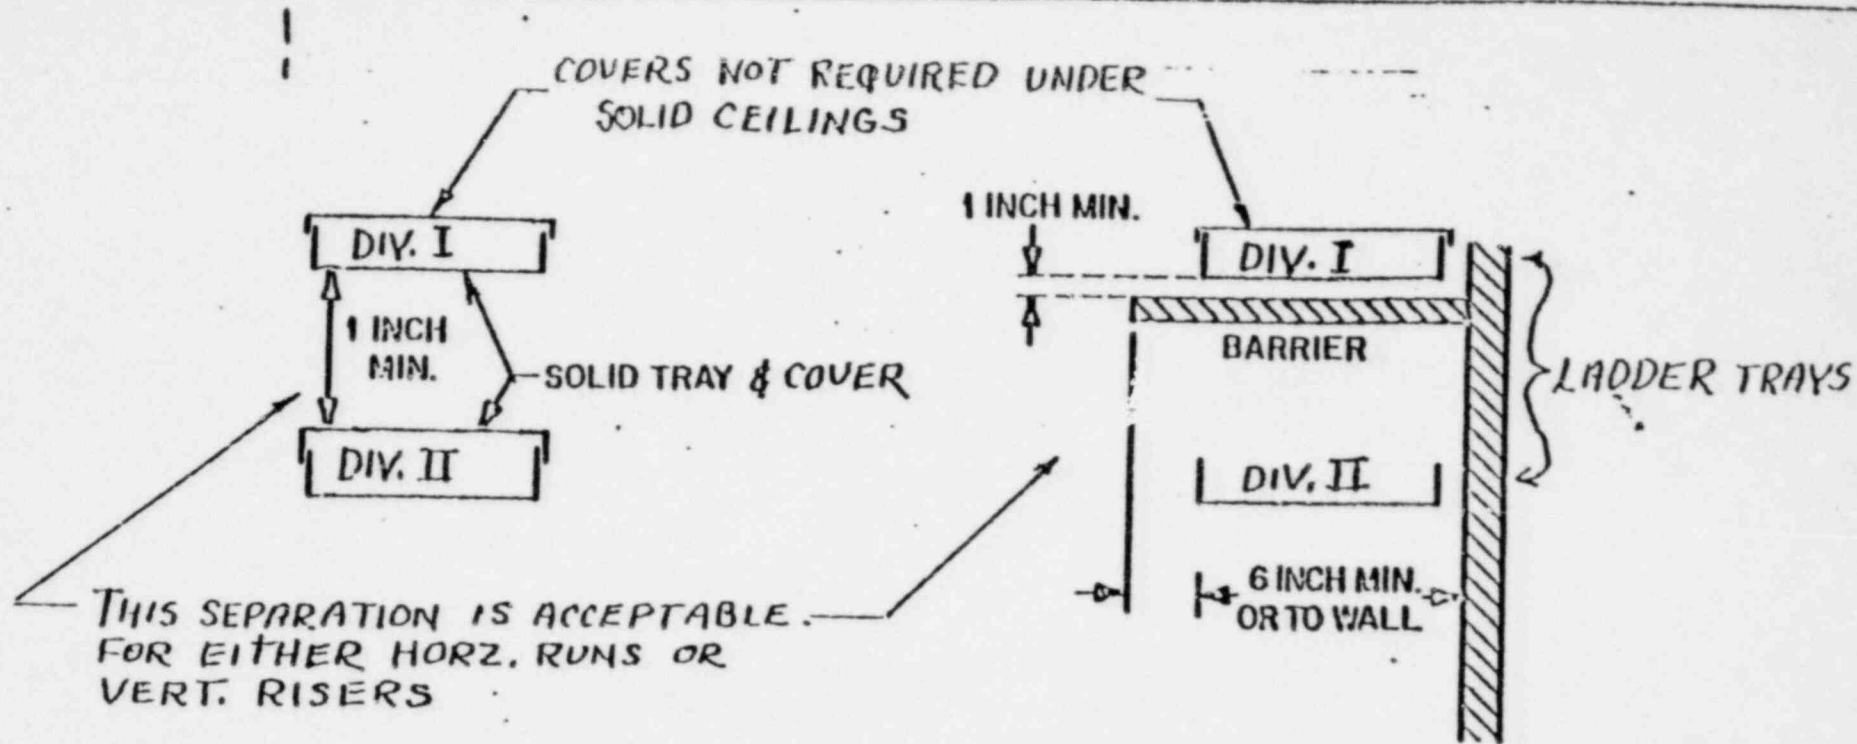 COVERS NOT REQUIRED UNDER
SOLID CEILINGS
1 INCH MIN.
DIV. I
DIV. I
1 INCH
MIN.
BARRIER
SOLID TRAY & COVER
LADDER TRAYS
DIV. II
DIV. II
6 INCH MIN.
OR TO WALL
THIS SEPARATION IS ACCEPTABLE.
FOR EITHER HORZ. RUNS OR
VERT. RISERS